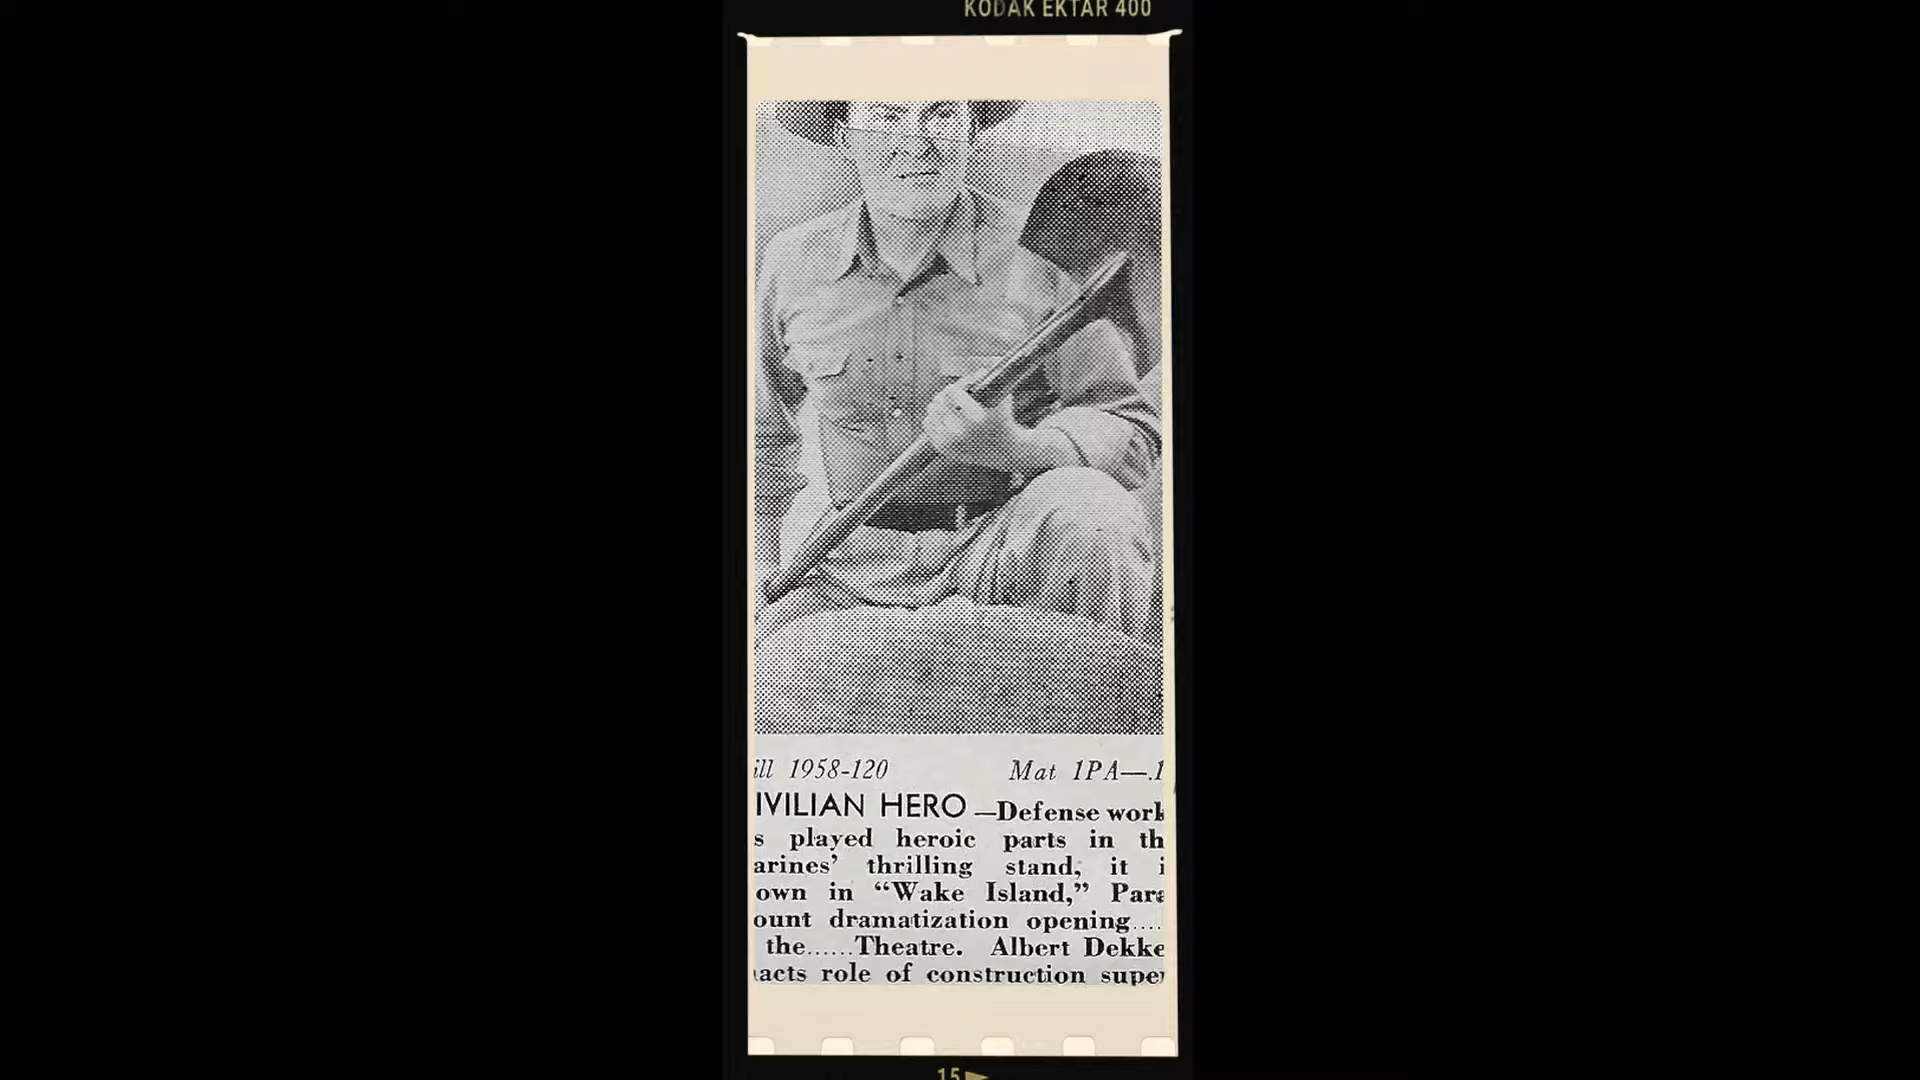 KODAK EKTAR 400
ill 1958-120 Mat 1PA—.1
IVILIAN HERO —Defense work
s played heroic parts in th
arines' thrilling stand, it i
own in "Wake Island," Para
ount dramatization opening....
the......Theatre. Albert Dekke
acts role of construction super
15